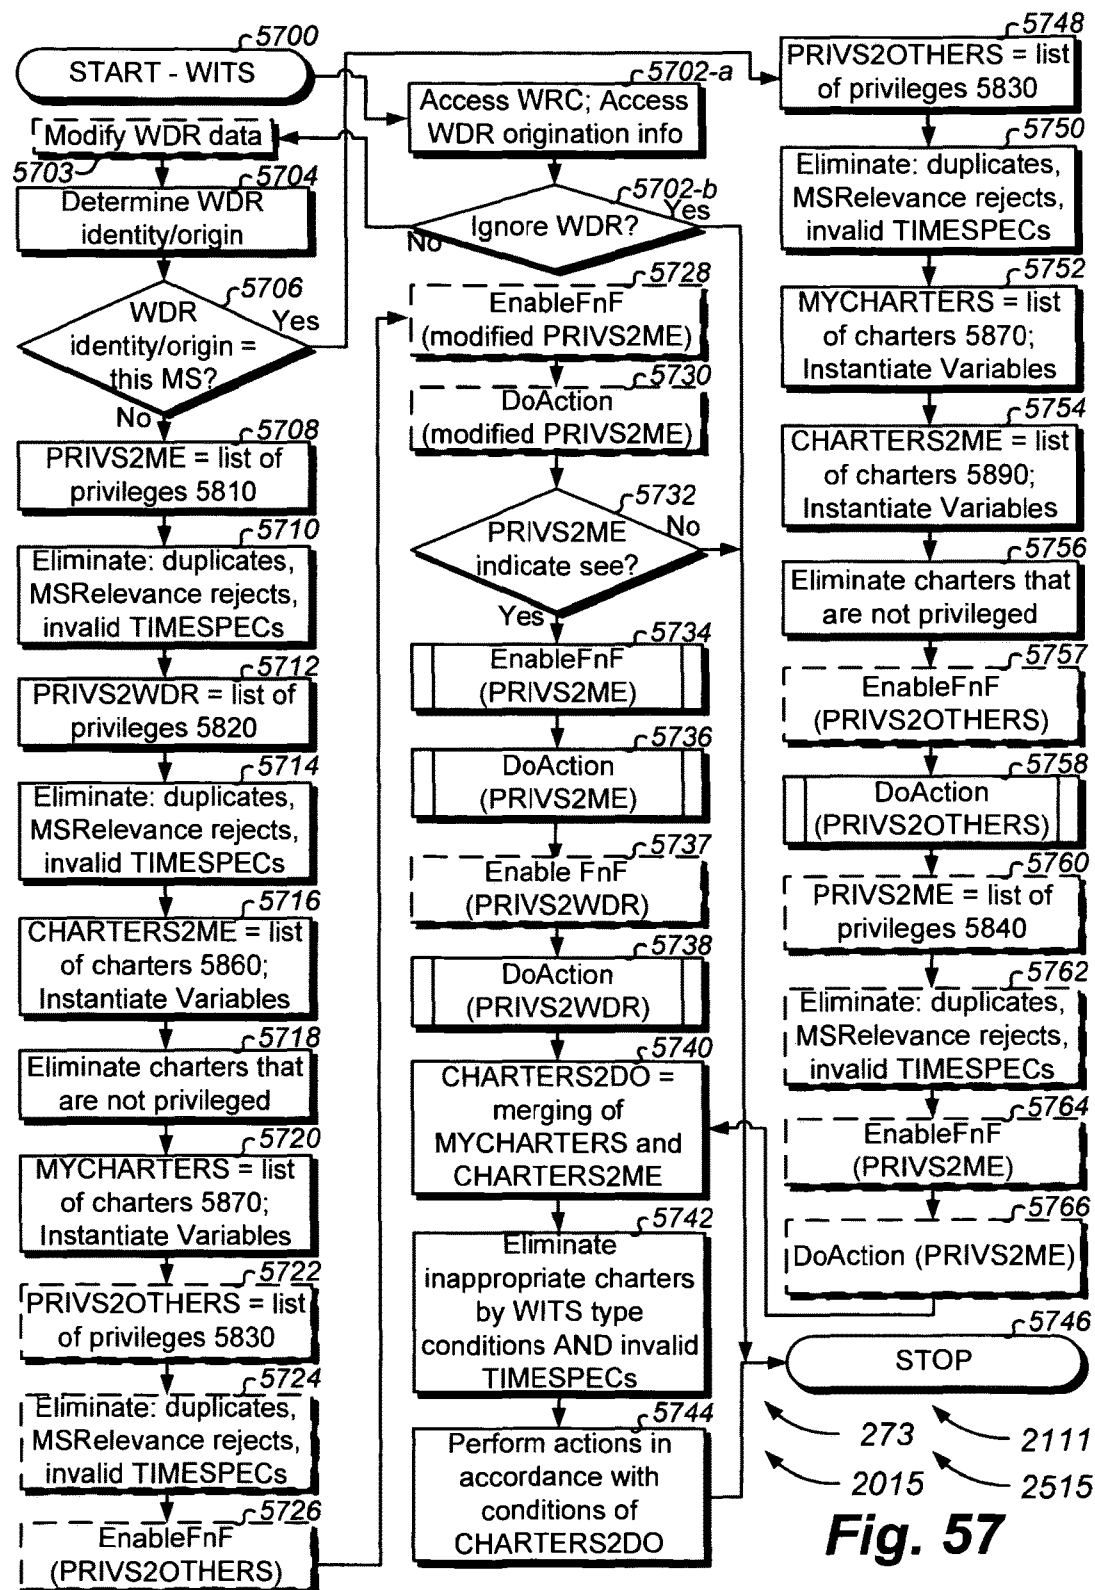 5700
START - WITS
Modify WDR data
5703
5704
Determine WDR
identity/origin
5706
WDR
identity/origin =
this MS?
Yes
No
5708
PRIVS2ME = list of
privileges 5810
5710
Eliminate: duplicates,
MSRelevance rejects,
invalid TIMESPECs
5712
PRIVS2WDR = list of
privileges 5820
5714
Eliminate: duplicates,
MSRelevance rejects,
invalid TIMESPECs
5716
CHARTERS2ME = list
of charters 5860;
Instantiate Variables
5718
Eliminate charters that
are not privileged
5720
MYCHARTERS = list
of charters 5870;
Instantiate Variables
5722
PRIVS2OTHERS = list
of privileges 5830
5724
Eliminate: duplicates,
MSRelevance rejects,
invalid TIMESPECs
5726
EnableFnF
(PRIVS2OTHERS)
5702-a
Access WRC; Access
WDR origination info
5702-b
Ignore WDR?
Yes
No
5728
EnableFnF
(modified PRIVS2ME)
5730
DoAction
(modified PRIVS2ME)
5732
PRIVS2ME
indicate see?
No
Yes
5734
EnableFnF
(PRIVS2ME)
5736
DoAction
(PRIVS2ME)
5737
Enable FnF
(PRIVS2WDR)
5738
DoAction
(PRIVS2WDR)
5740
CHARTERS2DO =
merging of
MYCHARTERS and
CHARTERS2ME
5742
Eliminate
inappropriate charters
by WITS type
conditions AND invalid
TIMESPECs
5744
Perform actions in
accordance with
conditions of
CHARTERS2DO
5748
PRIVS2OTHERS = list
of privileges 5830
5750
Eliminate: duplicates,
MSRelevance rejects,
invalid TIMESPECs
5752
MYCHARTERS = list
of charters 5870;
Instantiate Variables
5754
CHARTERS2ME = list
of charters 5890;
Instantiate Variables
5756
Eliminate charters that
are not privileged
5757
EnableFnF
(PRIVS2OTHERS)
5758
DoAction
(PRIVS2OTHERS)
5760
PRIVS2ME = list of
privileges 5840
5762
Eliminate: duplicates,
MSRelevance rejects,
invalid TIMESPECs
5764
EnableFnF
(PRIVS2ME)
5766
DoAction (PRIVS2ME)
5746
STOP
273
2111
2015
2515
Fig. 57